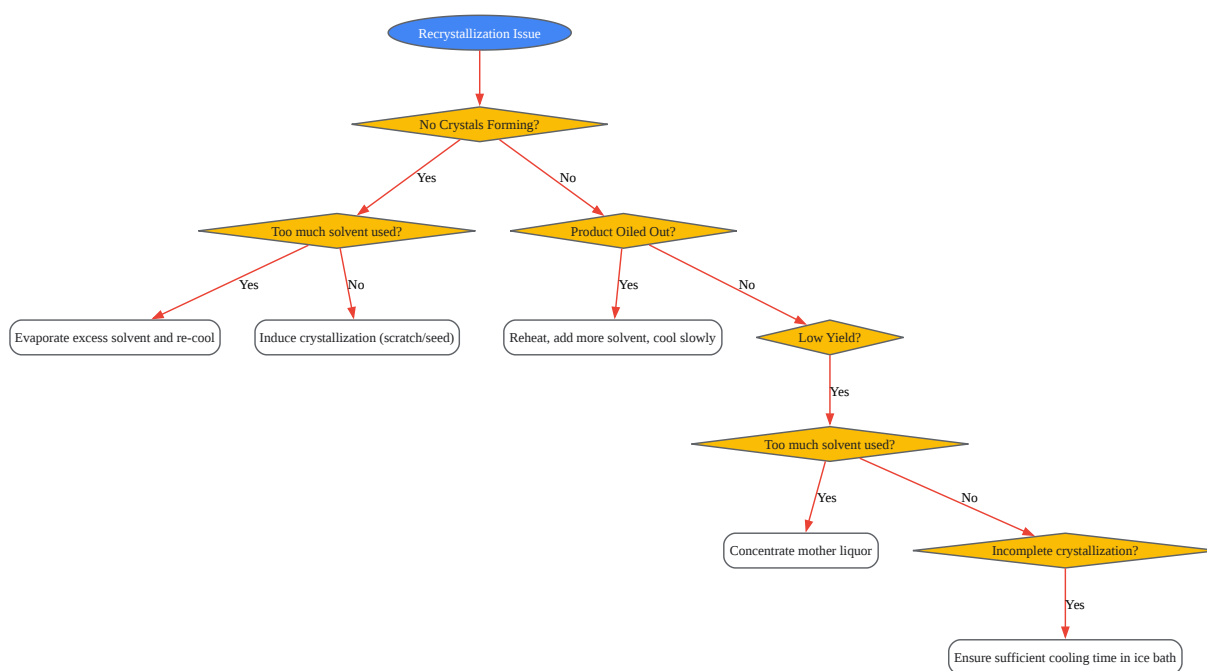 Recrystallization Issue
No Crystals Forming?
Yes
No
Too much solvent used?
Product Oiled Out?
Yes
No
Yes
No
Evaporate excess solvent and re-cool
Induce crystallization (scratch/seed)
Reheat, add more solvent, cool slowly
Low Yield?
Yes
Too much solvent used?
Yes
No
Concentrate mother liquor
Incomplete crystallization?
Yes
Ensure sufficient cooling time in ice bath